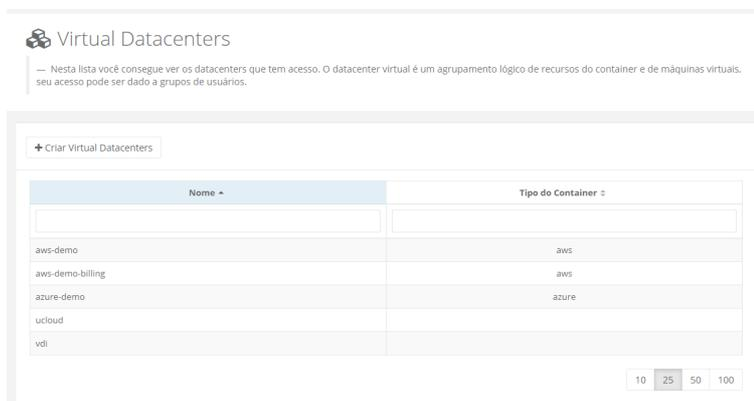 Virtual Datacenters
— Nesta lista você consegue ver os datacenters que tem acesso. O datacenter virtual é um agrupamento lógico de recursos do container e de máquinas virtuais,
seu acesso pode ser dado a grupos de usuários.
Criar Virtual Datacenters
Nome Tipo do Container
aws-demo aws
aws-demo-billing aws
azure-demo azure
ucloud
vdi
10 25 50 100